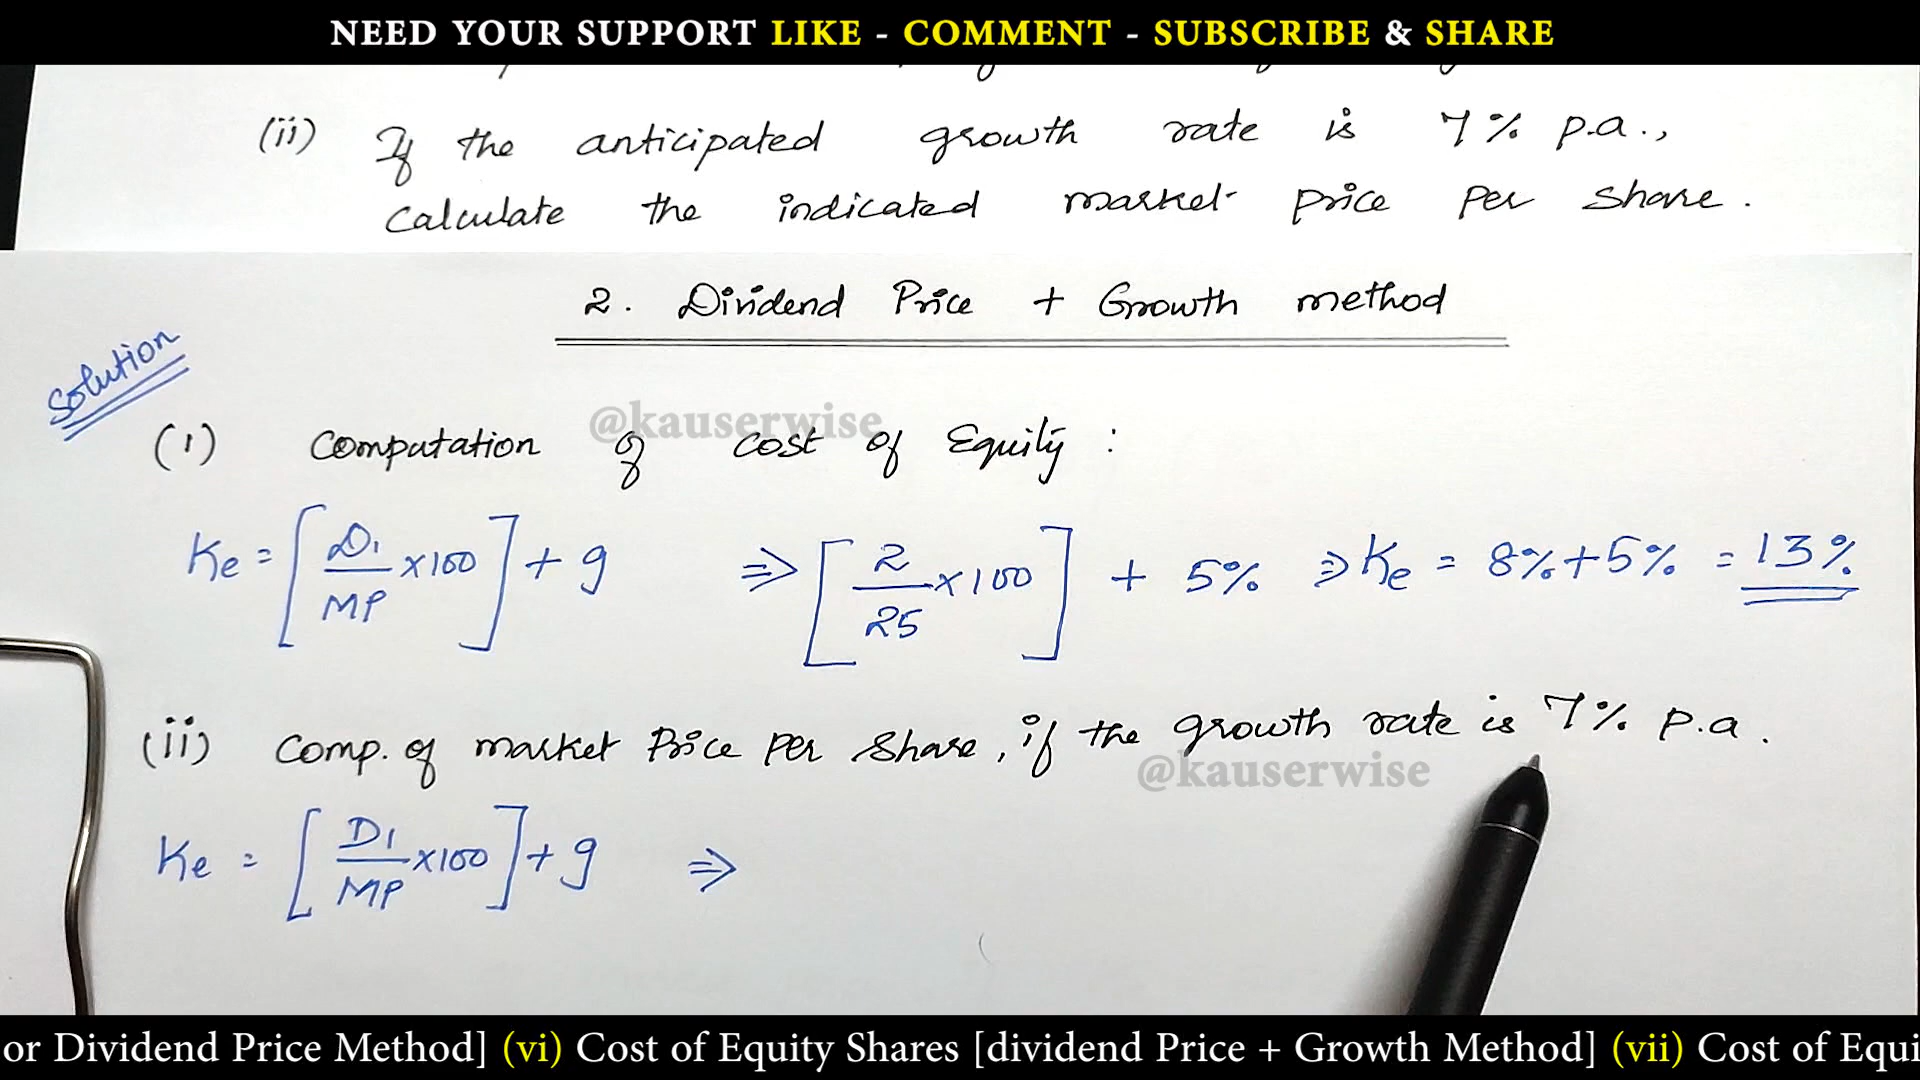 NEED YOUR SUPPORT LIKE - COMMENT - SUBSCRIBE & SHARE
(ii) If the anticipated growth rate is 7% p.a.,
calculate the indicated market price per share.
2. Dividend Price + Growth method
Solution
@kauserwise
(1) Computation of cost of Equity :
Ke = [D1/MP ×100] + g ⇒ [2/25 ×100] + 5% ⇒ Ke = 8%+5% = 13%
(ii) Comp. of market Price Per Share, if the growth rate is 7% p.a.
@kauserwise
Ke = [D1/MP ×100] + g ⇒
or Dividend Price Method] (vi) Cost of Equity Shares [dividend Price + Growth Method] (vii) Cost of Equi